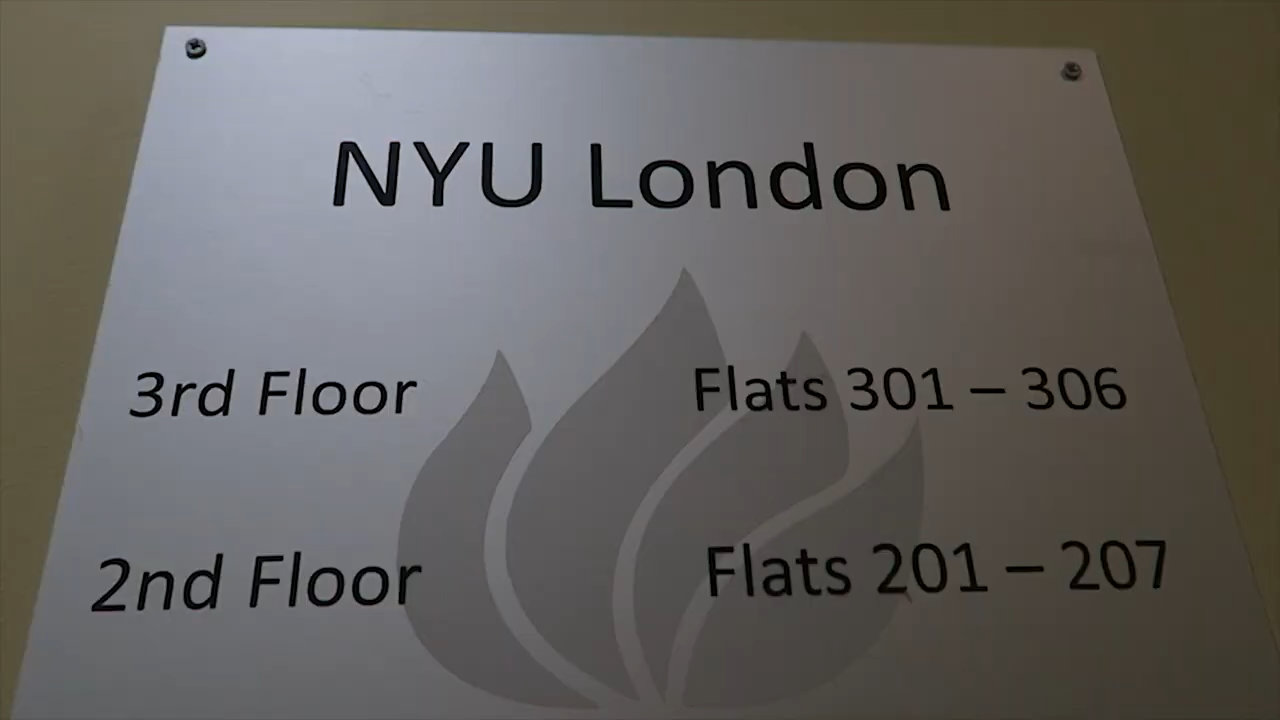 NYU London
3rd Floor Flats 301 – 306
2nd Floor Flats 201 – 207